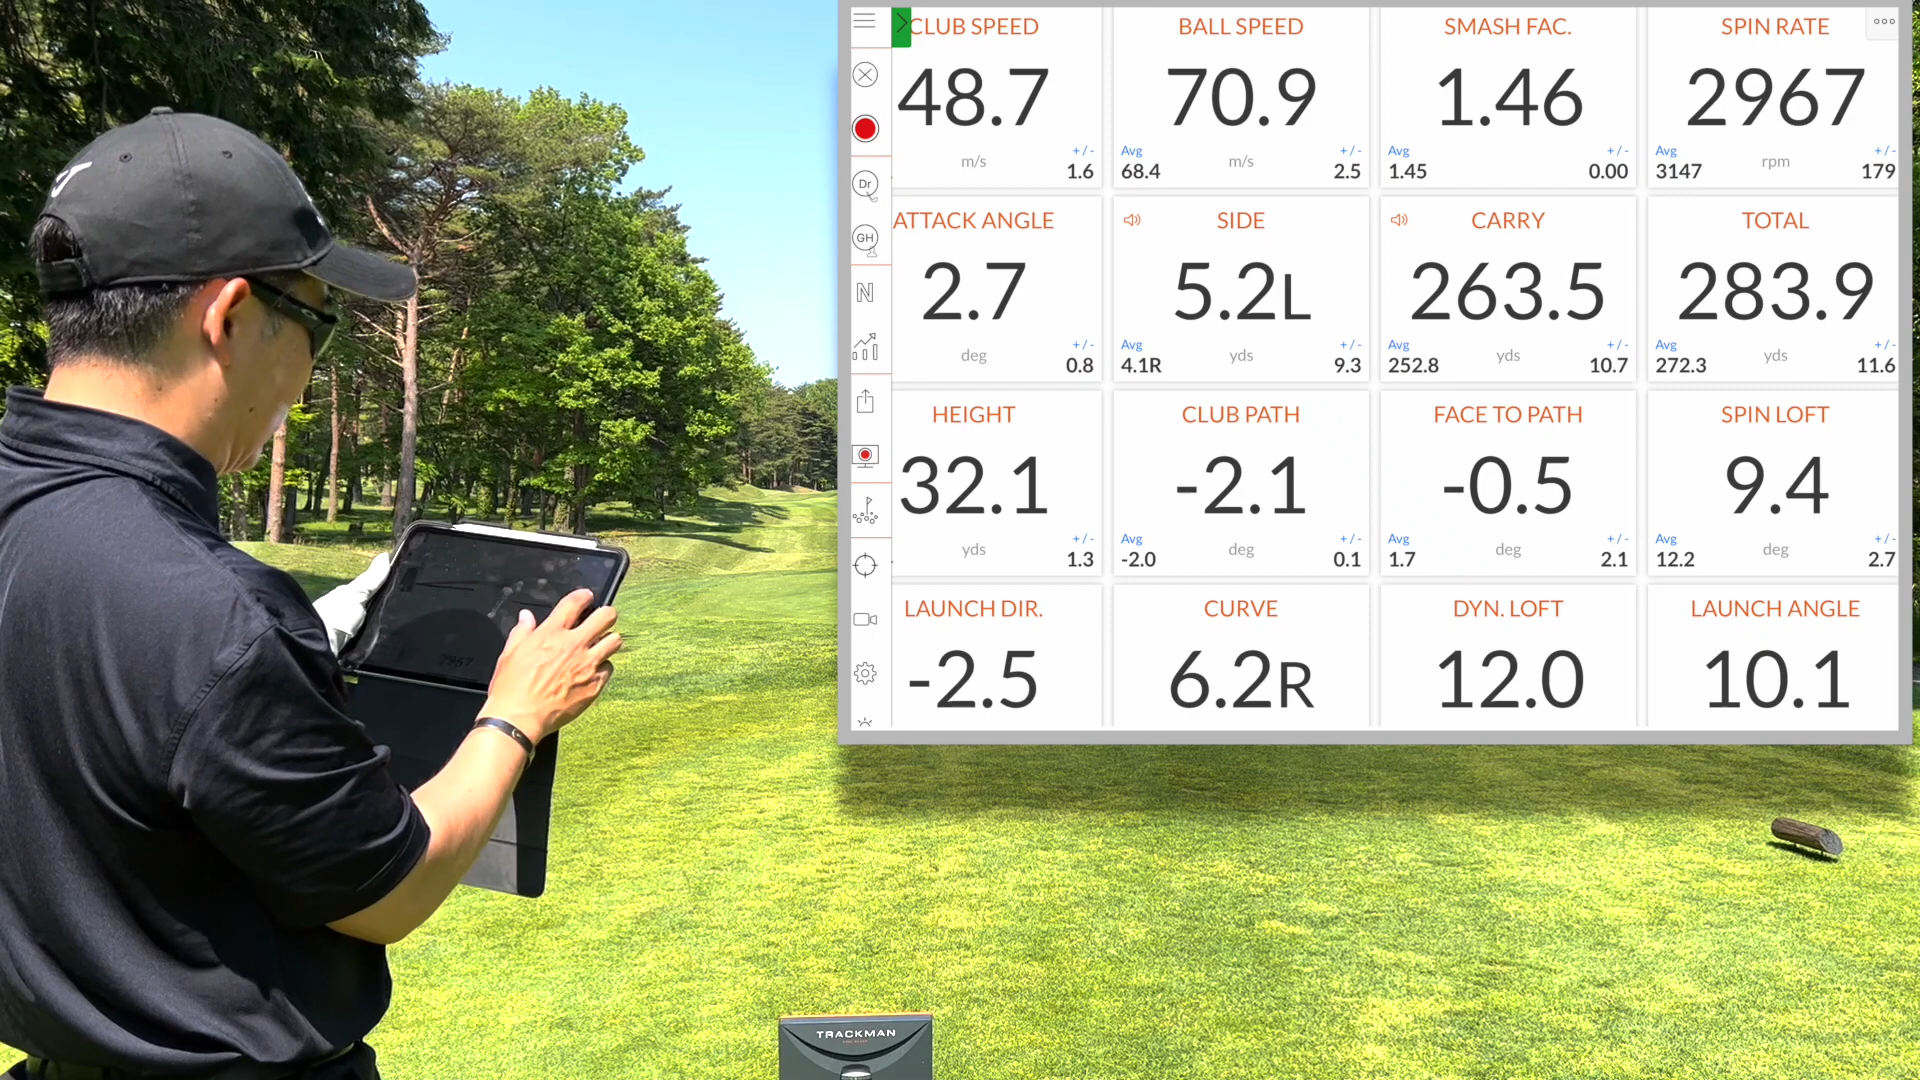 CLUB SPEED
48.7
m/s
+/-
1.6
BALL SPEED
70.9
Avg
68.4
m/s
+/-
2.5
SMASH FAC.
1.46
Avg
1.45
+/-
0.00
SPIN RATE
2967
Avg
3147
rpm
+/-
179
Dr
GH
N
ATTACK ANGLE
2.7
deg
+/-
0.8
SIDE
5.2L
Avg
4.1R
yds
+/-
9.3
CARRY
263.5
Avg
252.8
yds
+/-
10.7
TOTAL
283.9
Avg
272.3
yds
+/-
11.6
HEIGHT
32.1
yds
+/-
1.3
CLUB PATH
-2.1
Avg
-2.0
deg
+/-
0.1
FACE TO PATH
-0.5
Avg
1.7
deg
+/-
2.1
SPIN LOFT
9.4
Avg
12.2
deg
+/-
2.7
LAUNCH DIR.
-2.5
CURVE
6.2R
DYN. LOFT
12.0
LAUNCH ANGLE
10.1
2967
TRACKMAN